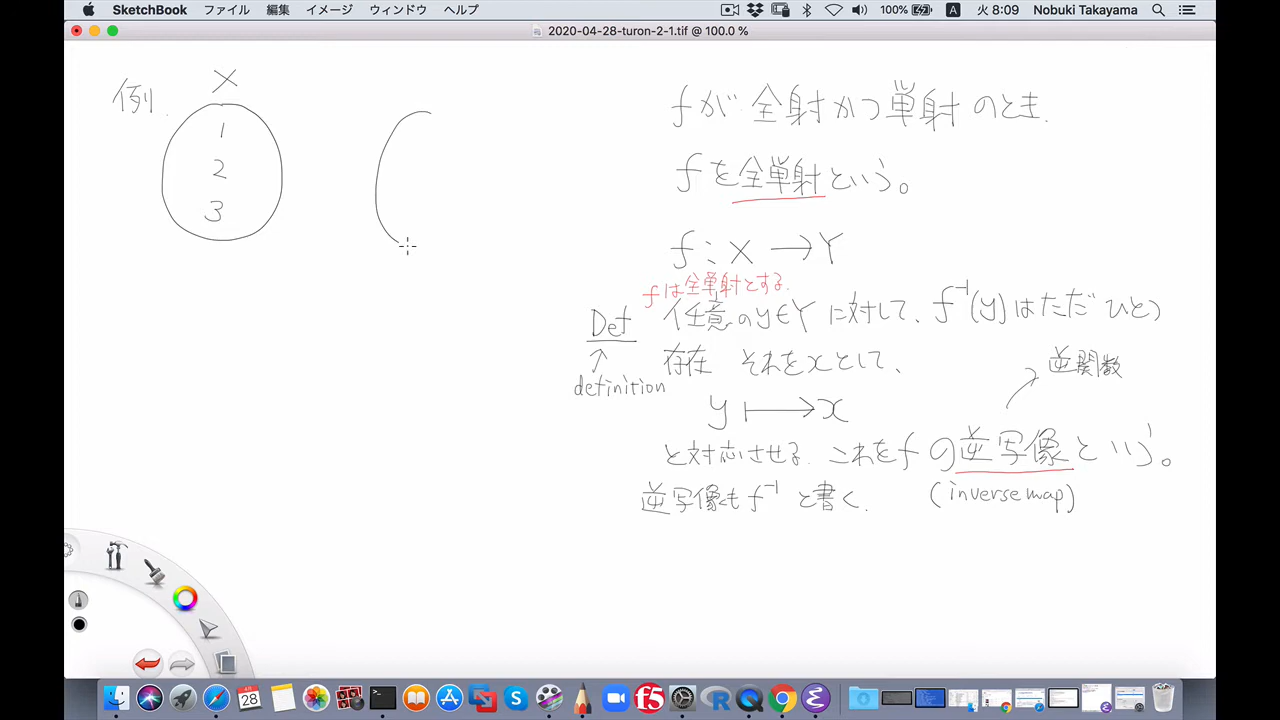 SketchBook ファイル 編集 イメージ ウィンドウ ヘルプ 100% A 火 8:09 Nobuki Takayama
2020-04-28-turon-2-1.tif @ 100.0 %
例.
X
1
2
3
fが全射かつ単射のとき.
fを全単射という。
f : X → Y
fは全単射とする.
Def 任意のy∈Yに対して、f⁻¹(y)はただひとつ
↑
definition
存在 それをxとして、
逆関数
y ↦ x
と対応させる. これをfの逆写像という。
逆写像もf⁻¹と書く.
(inverse map)
28
f5